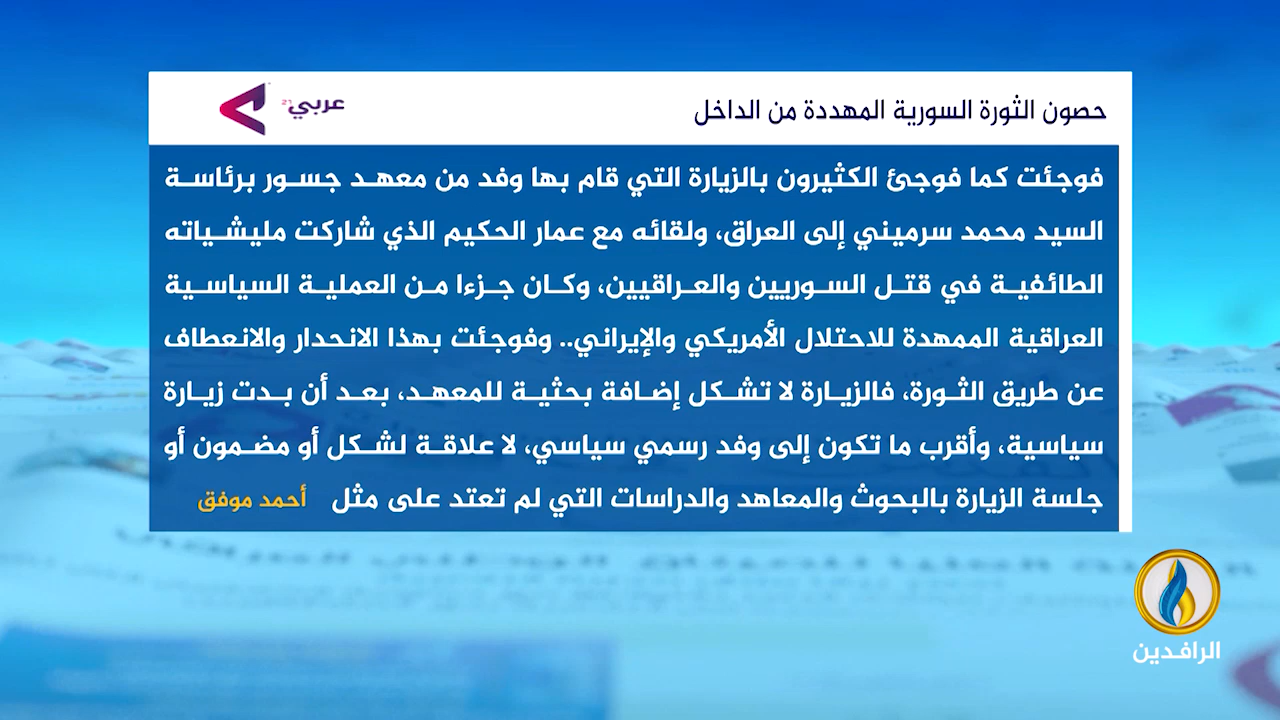 حصون الثورة السورية المهددة من الداخل
عربي21
فوجئت كما فوجئ الكثيرون بالزيارة التي قام بها وفد من معهد جسور برئاسة
السيد محمد سرميني إلى العراق، ولقائه مع عمار الحكيم الذي شاركت مليشياته
الطائفية في قتل السوريين والعراقيين، وكان جزءا من العملية السياسية
العراقية الممهدة للاحتلال الأمريكي والإيراني.. وفوجئت بهذا الانحدار والانعطاف
عن طريق الثورة، فالزيارة لا تشكل إضافة بحثية للمعهد، بعد أن بدت زيارة
سياسية، وأقرب ما تكون إلى وفد رسمي سياسي، لا علاقة لشكل أو مضمون أو
جلسة الزيارة بالبحوث والمعاهد والدراسات التي لم تعتد على مثل
أحمد موفق
الرافدين